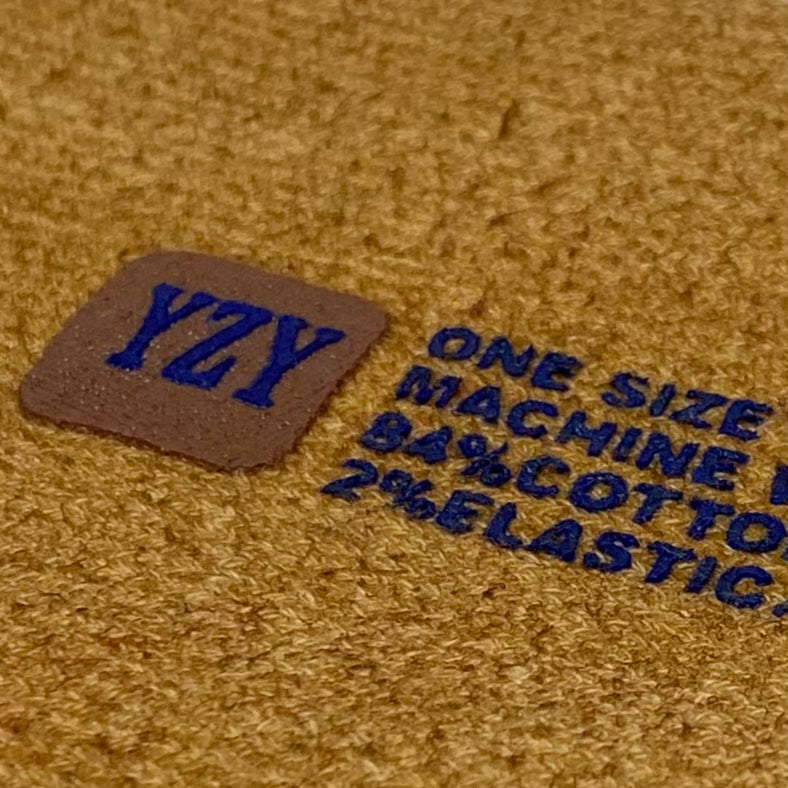 YZY
ONE SIZE
MACHINE
84%COTTO
2%ELASTIC